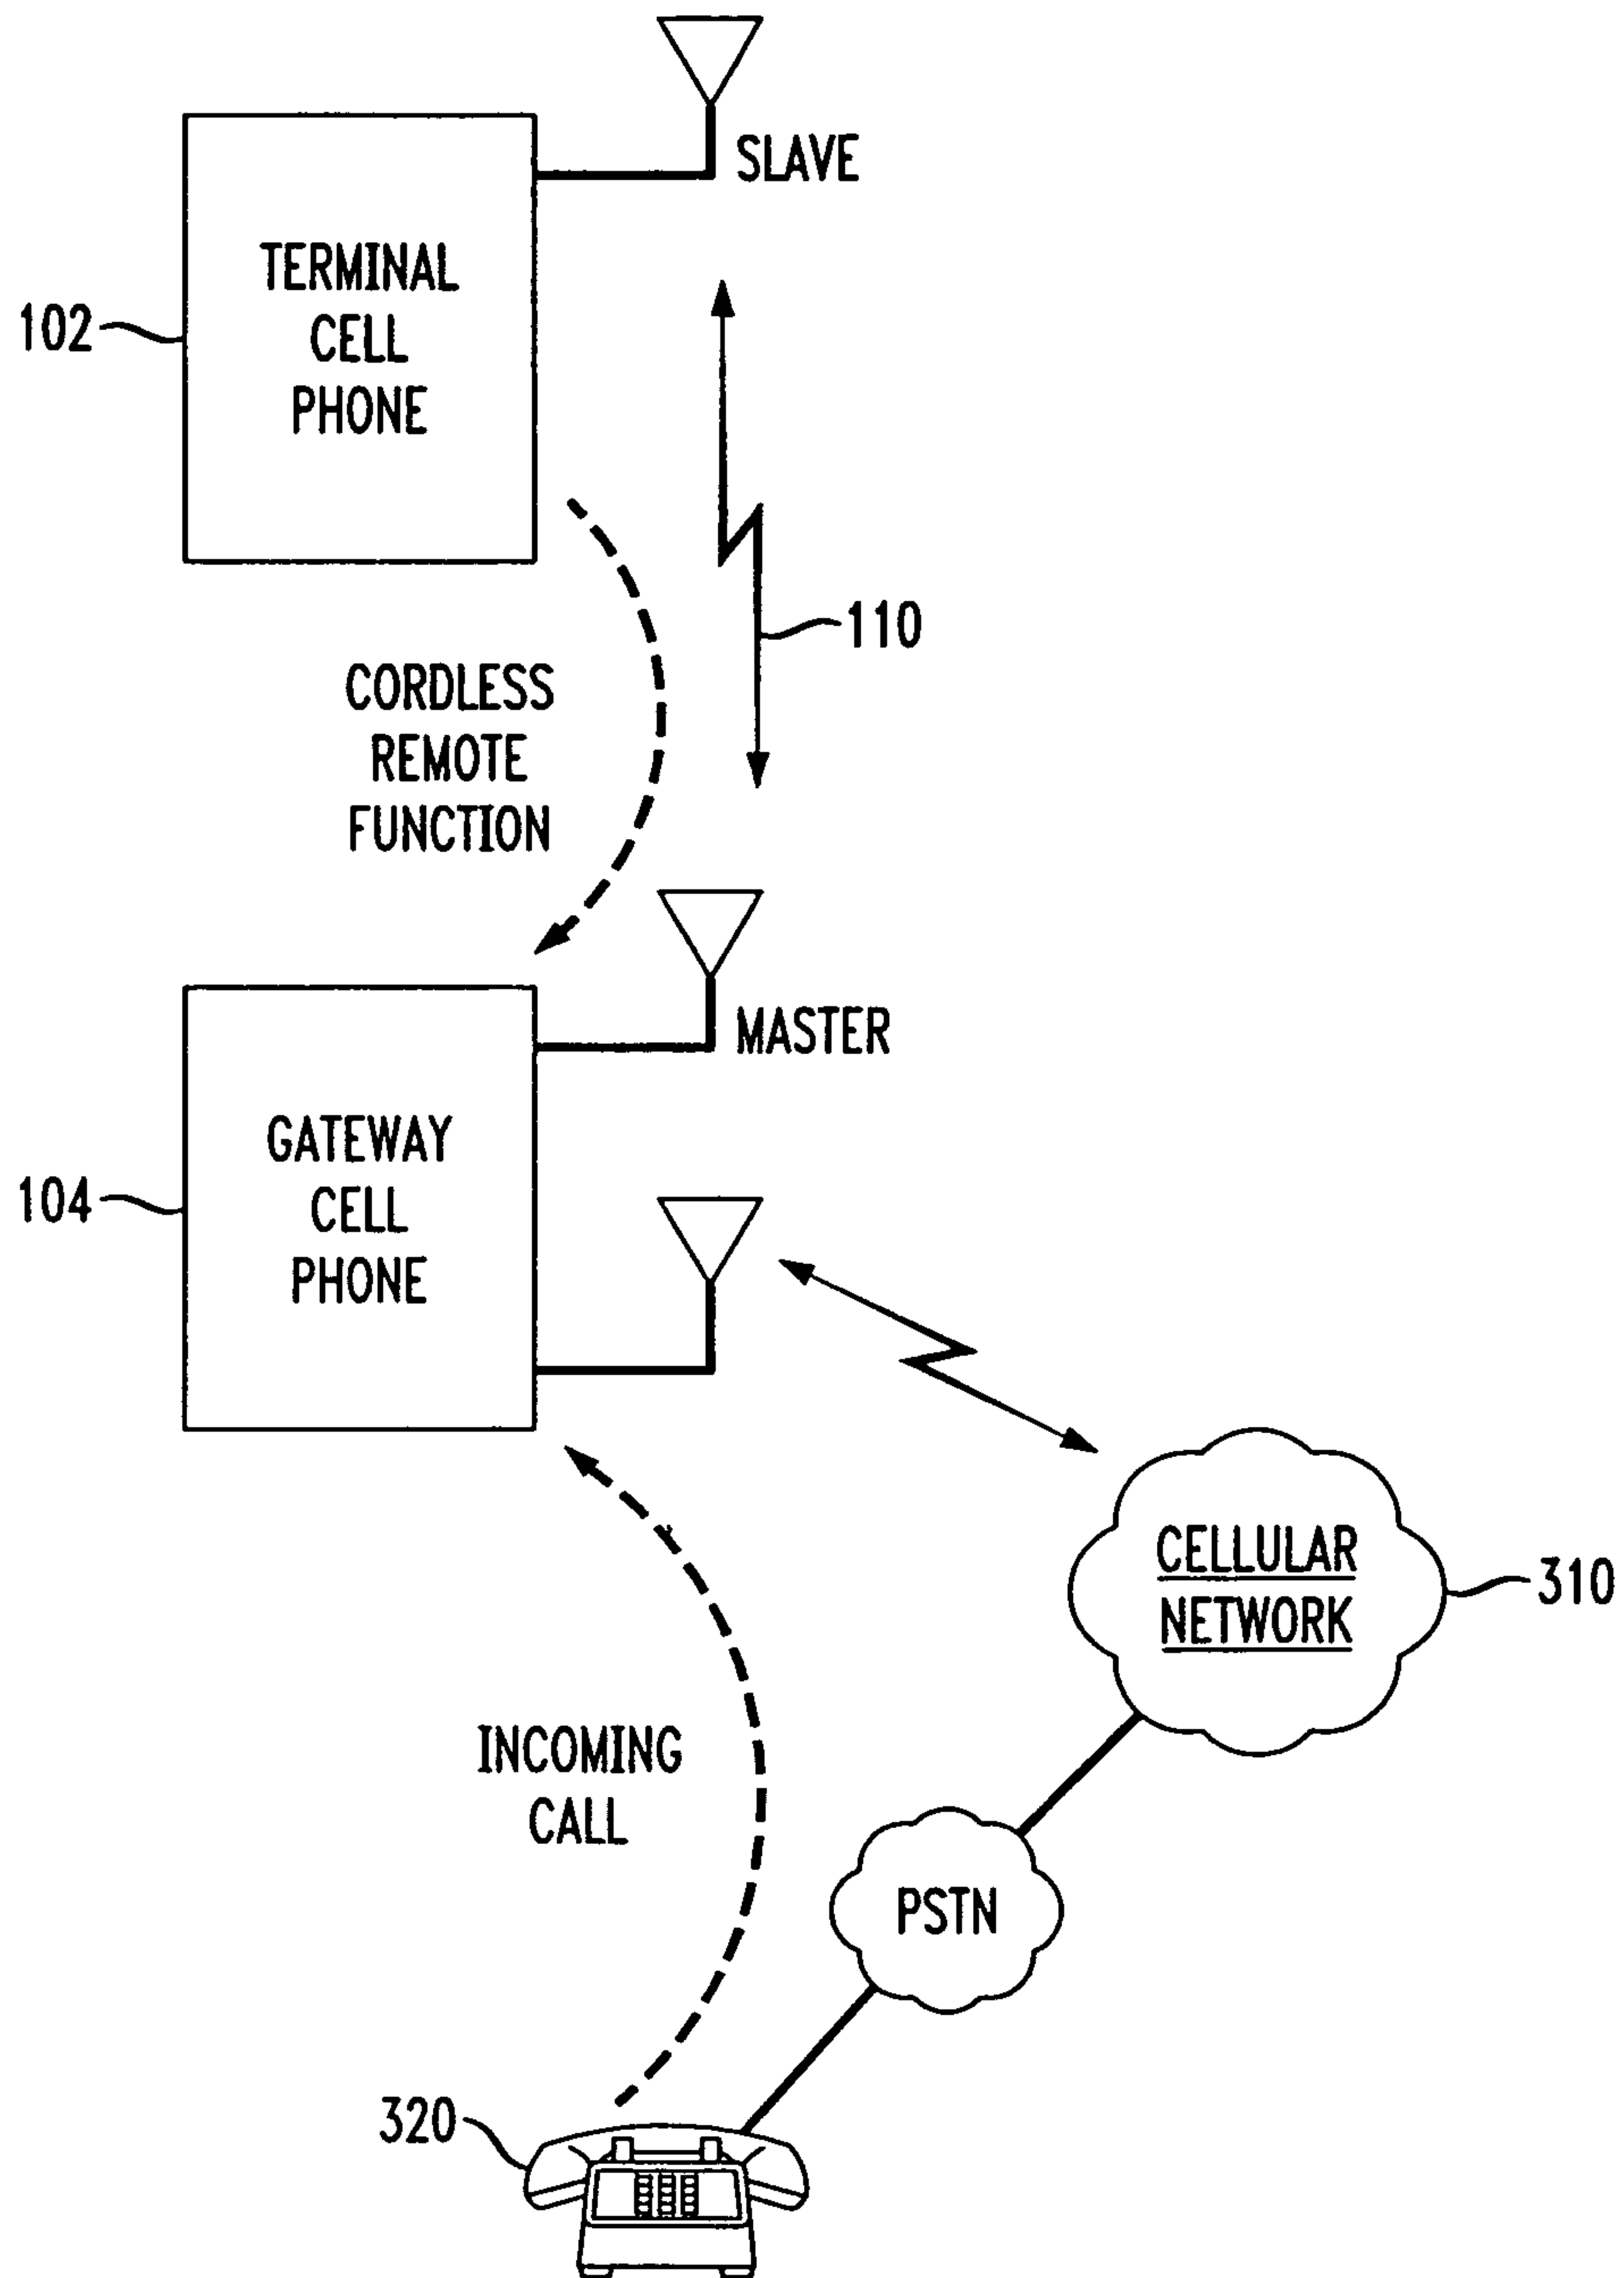 SLAVE
TERMINAL
CELL
PHONE
102
110
CORDLESS
REMOTE
FUNCTION
MASTER
GATEWAY
CELL
PHONE
104
CELLULAR
NETWORK
310
INCOMING
CALL
PSTN
320